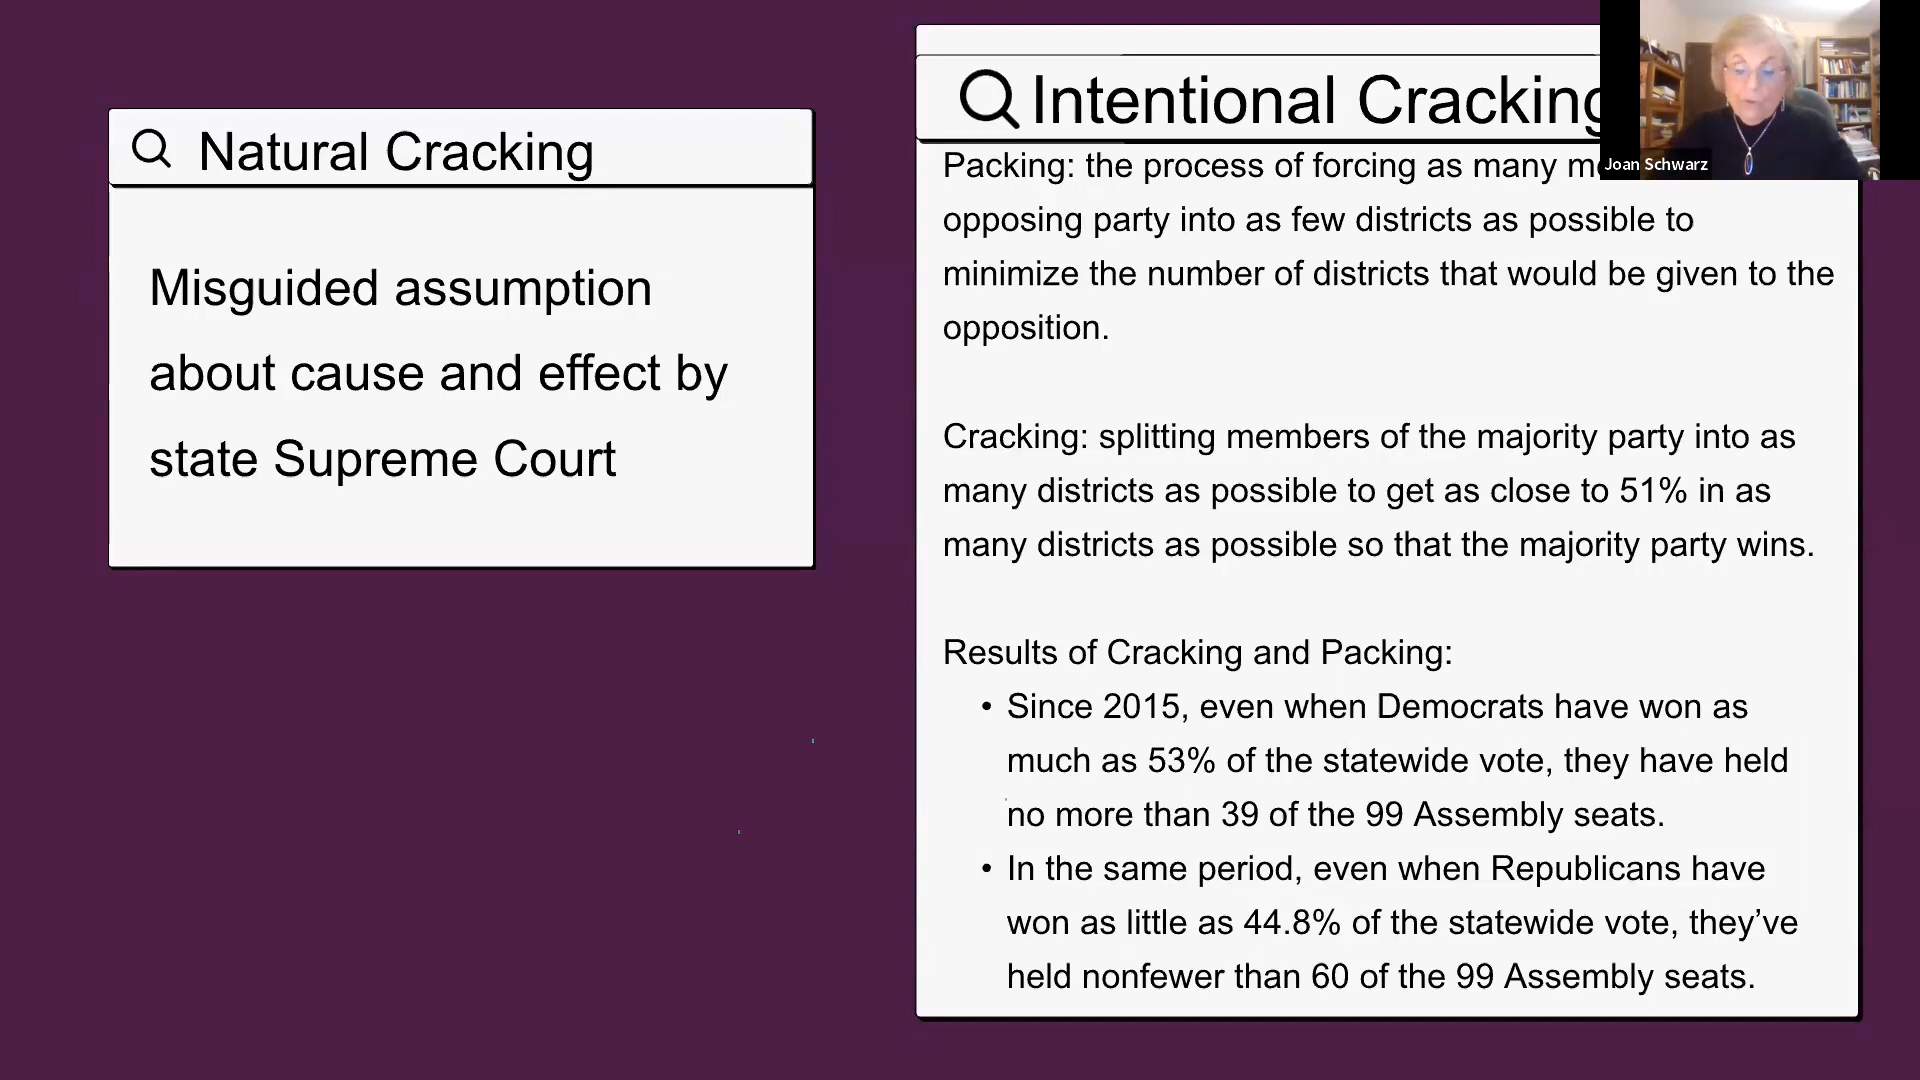 Natural Cracking
Misguided assumption
about cause and effect by
state Supreme Court
Intentional Cracking
Packing: the process of forcing as many
opposing party into as few districts as possible to
minimize the number of districts that would be given to the
opposition.
Cracking: splitting members of the majority party into as
many districts as possible to get as close to 51% in as
many districts as possible so that the majority party wins.
Results of Cracking and Packing:
• Since 2015, even when Democrats have won as
much as 53% of the statewide vote, they have held
no more than 39 of the 99 Assembly seats.
• In the same period, even when Republicans have
won as little as 44.8% of the statewide vote, they’ve
held nonfewer than 60 of the 99 Assembly seats.
Joan Schwarz